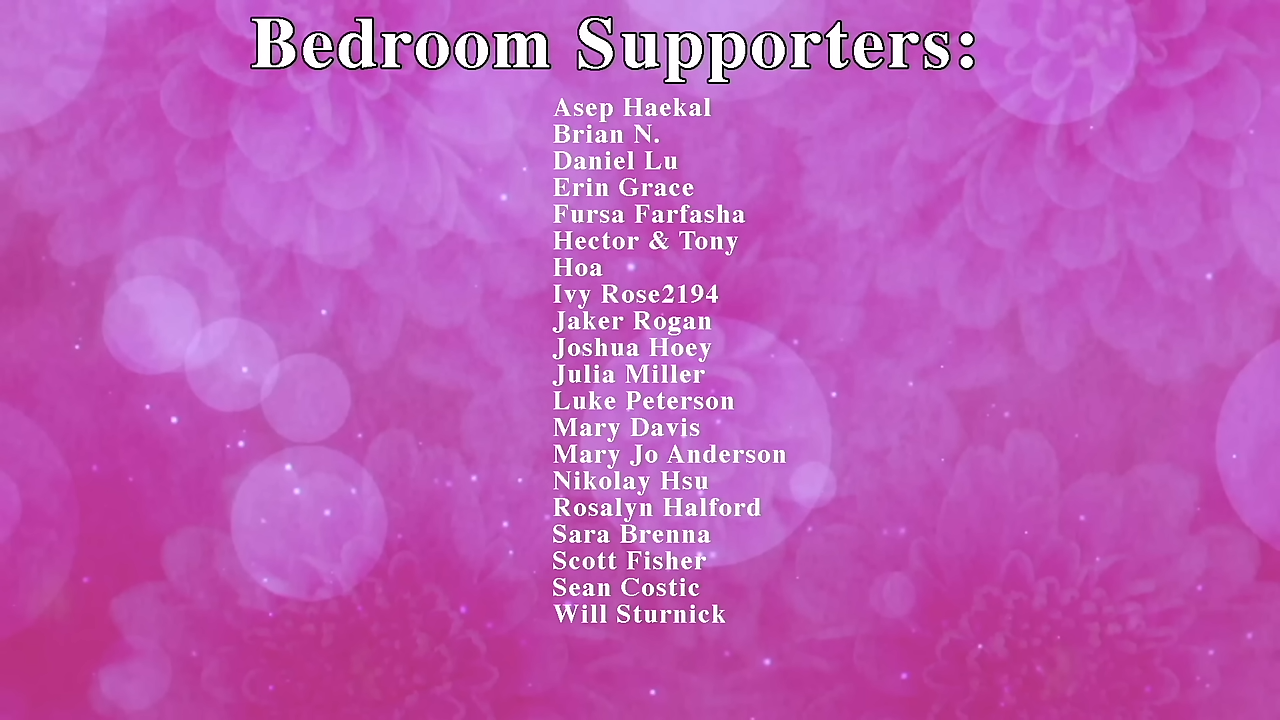 Bedroom Supporters:
Asep Haekal
Brian N.
Daniel Lu
Erin Grace
Fursa Farfasha
Hector & Tony
Hoa
Ivy Rose2194
Jaker Rogan
Joshua Hoey
Julia Miller
Luke Peterson
Mary Davis
Mary Jo Anderson
Nikolay Hsu
Rosalyn Halford
Sara Brenna
Scott Fisher
Sean Costic
Will Sturnick